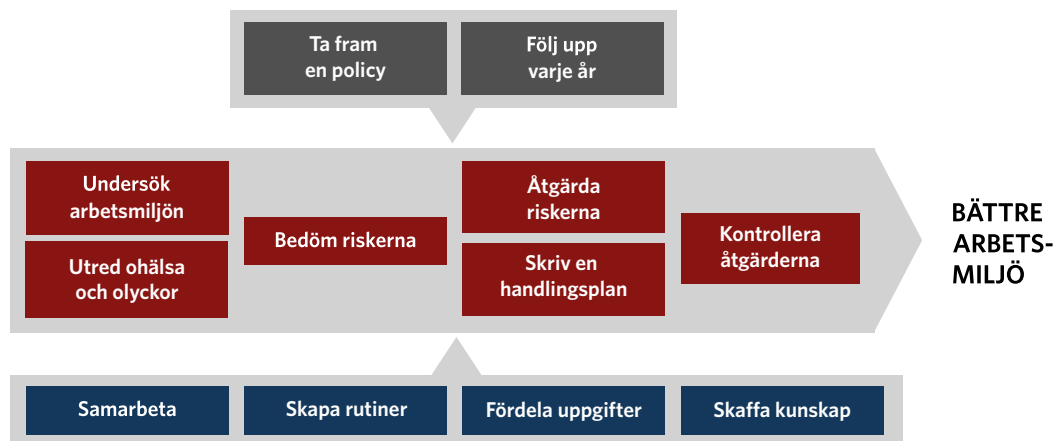 Ta fram
en policy
Följ upp
varje år
Undersök
arbetsmiljön
Utred ohälsa
och olyckor
Bedöm riskerna
Åtgärda
riskerna
Skriv en
handlingsplan
Kontrollera
åtgärderna
BÄTTRE
ARBETS-
MILJÖ
Samarbeta
Skapa rutiner
Fördela uppgifter
Skaffa kunskap